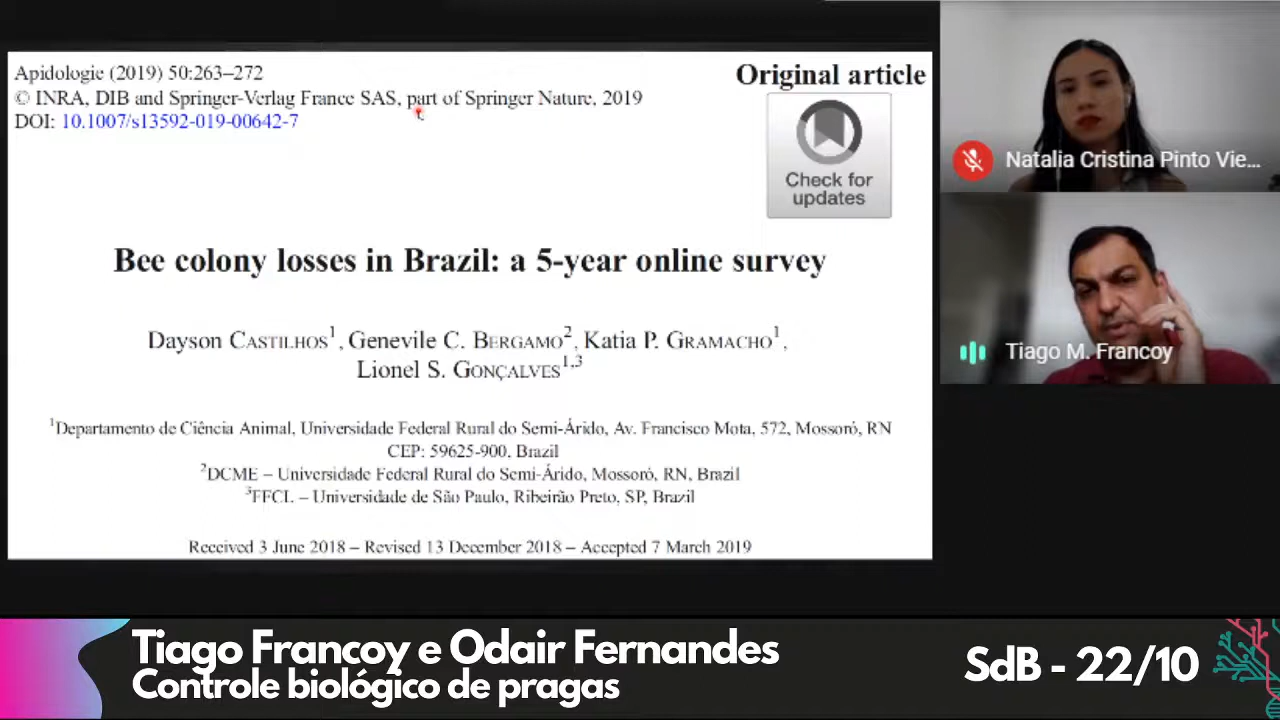 Apidologie (2019) 50:263–272
© INRA, DIB and Springer-Verlag France SAS, part of Springer Nature, 2019
DOI: 10.1007/s13592-019-00642-7
Original article
Check for
updates
Bee colony losses in Brazil: a 5-year online survey
Dayson CASTILHOS1, Genevile C. BERGAMO2, Katia P. GRAMACHO1,
Lionel S. GONÇALVES1,3
1Departamento de Ciência Animal, Universidade Federal Rural do Semi-Árido, Av. Francisco Mota, 572, Mossoró, RN
CEP: 59625-900, Brazil
2DCME – Universidade Federal Rural do Semi-Árido, Mossoró, RN, Brazil
3FFCL – Universidade de São Paulo, Ribeirão Preto, SP, Brazil
Received 3 June 2018 – Revised 13 December 2018 – Accepted 7 March 2019
Natalia Cristina Pinto Vie...
Tiago M. Francoy
Tiago Francoy e Odair Fernandes
Controle biológico de pragas
SdB - 22/10